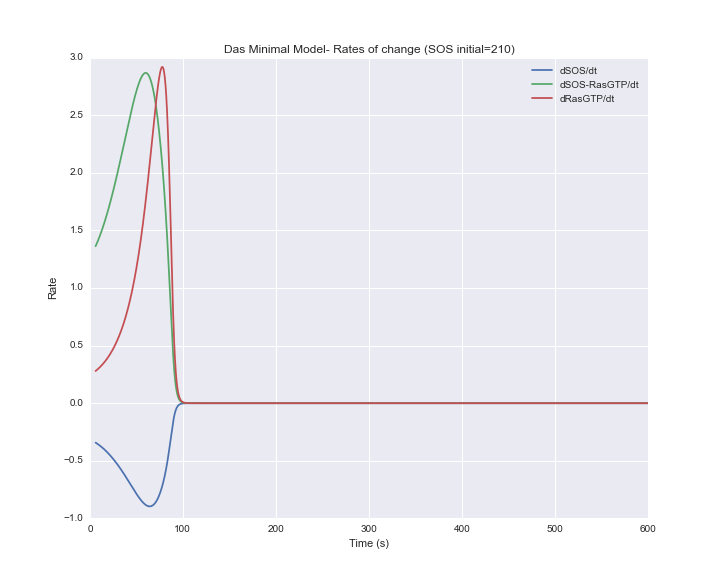 Das Minimal Model- Rates of change (SOS initial=210)
3.0
2.5
2.0
1.5
1.0
0.5
0.0
−0.5
−1.0
Rate
dSOS/dt
dSOS-RasGTP/dt
dRasGTP/dt
0 100 200 300 400 500 600
Time (s)